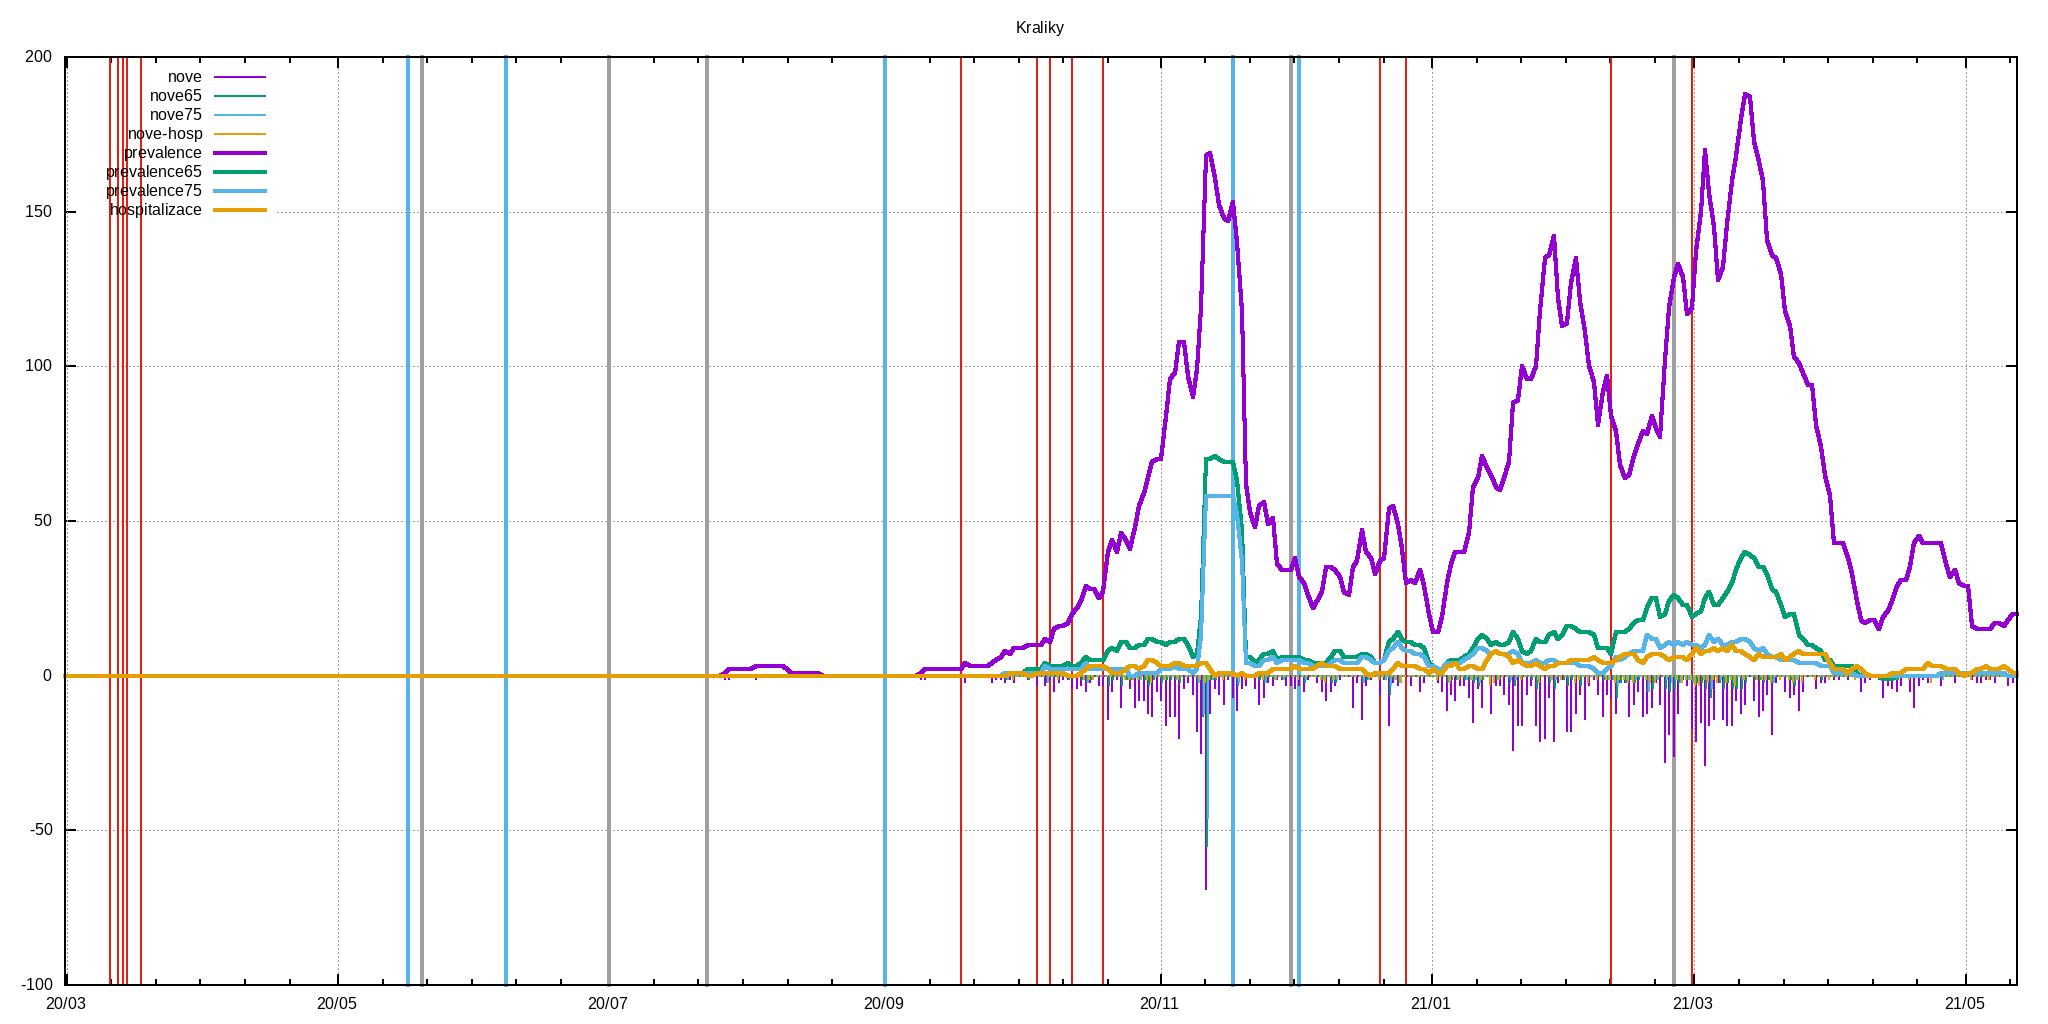 Kraliky
200
150
100
50
0
-50
-100
nove
nove65
nove75
nove-hosp
prevalence
prevalence65
prevalence75
hospitalizace
20/03 20/05 20/07 20/09 20/11 21/01 21/03 21/05